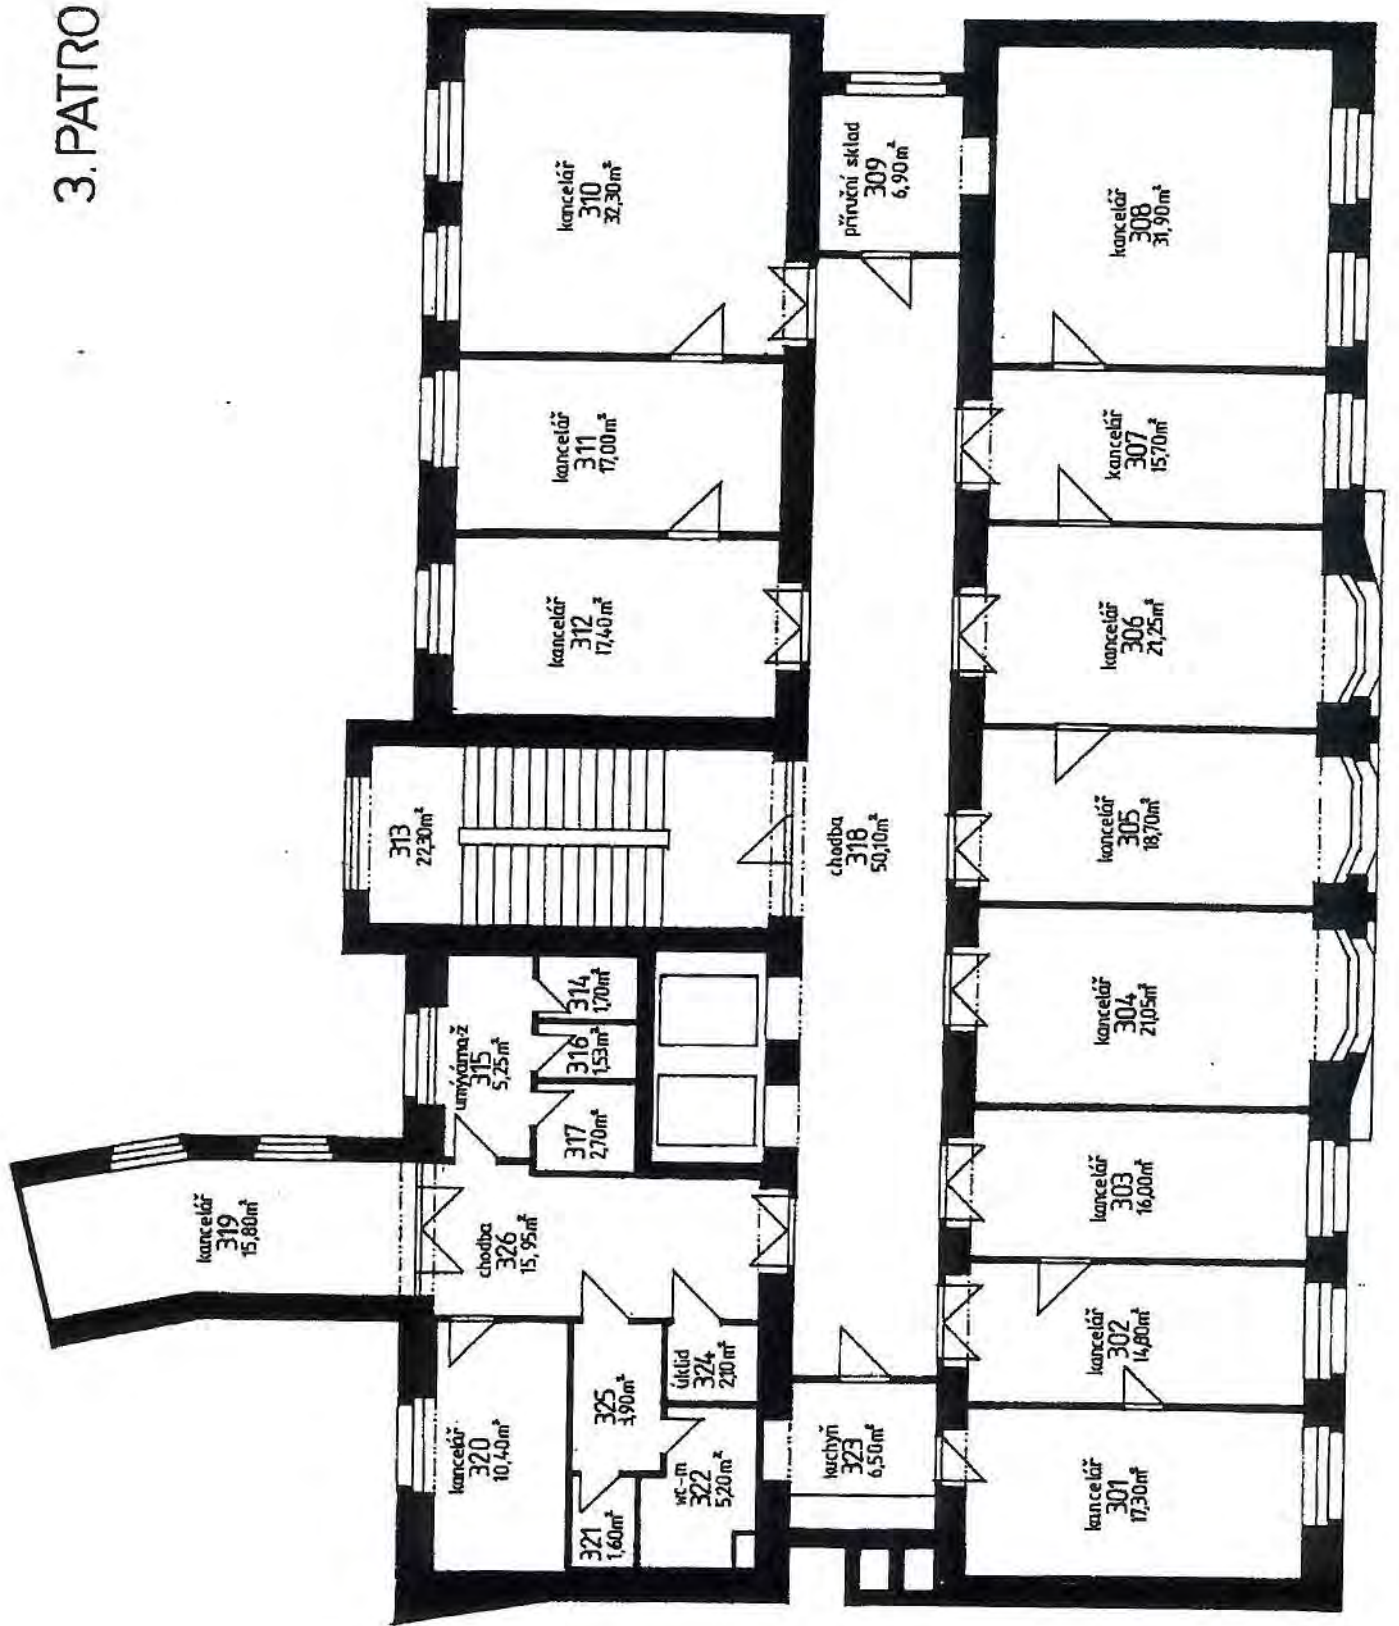 3.PATRO
kancelář
310
32,30m²
příruční sklad
309
6,90m²
kancelář
308
31,90m²
kancelář
311
17,00m²
kancelář
307
15,70m²
kancelář
312
17,40m²
kancelář
306
21,25m²
313
22,30m²
chodba
318
50,10m²
kancelář
305
18,70m²
314
1,70m²
umývárna-ž
315
5,25m²
316
1,53m²
317
2,70m²
kancelář
304
21,05m²
kancelář
319
15,80m²
chodba
326
15,95m²
kancelář
303
16,00m²
kancelář
302
14,80m²
kancelář
320
10,40m²
325
3,90m²
úklid
324
2,10m²
321
1,60m²
wc-m
322
5,20m²
kuchyň
323
6,50m²
kancelář
301
17,30m²